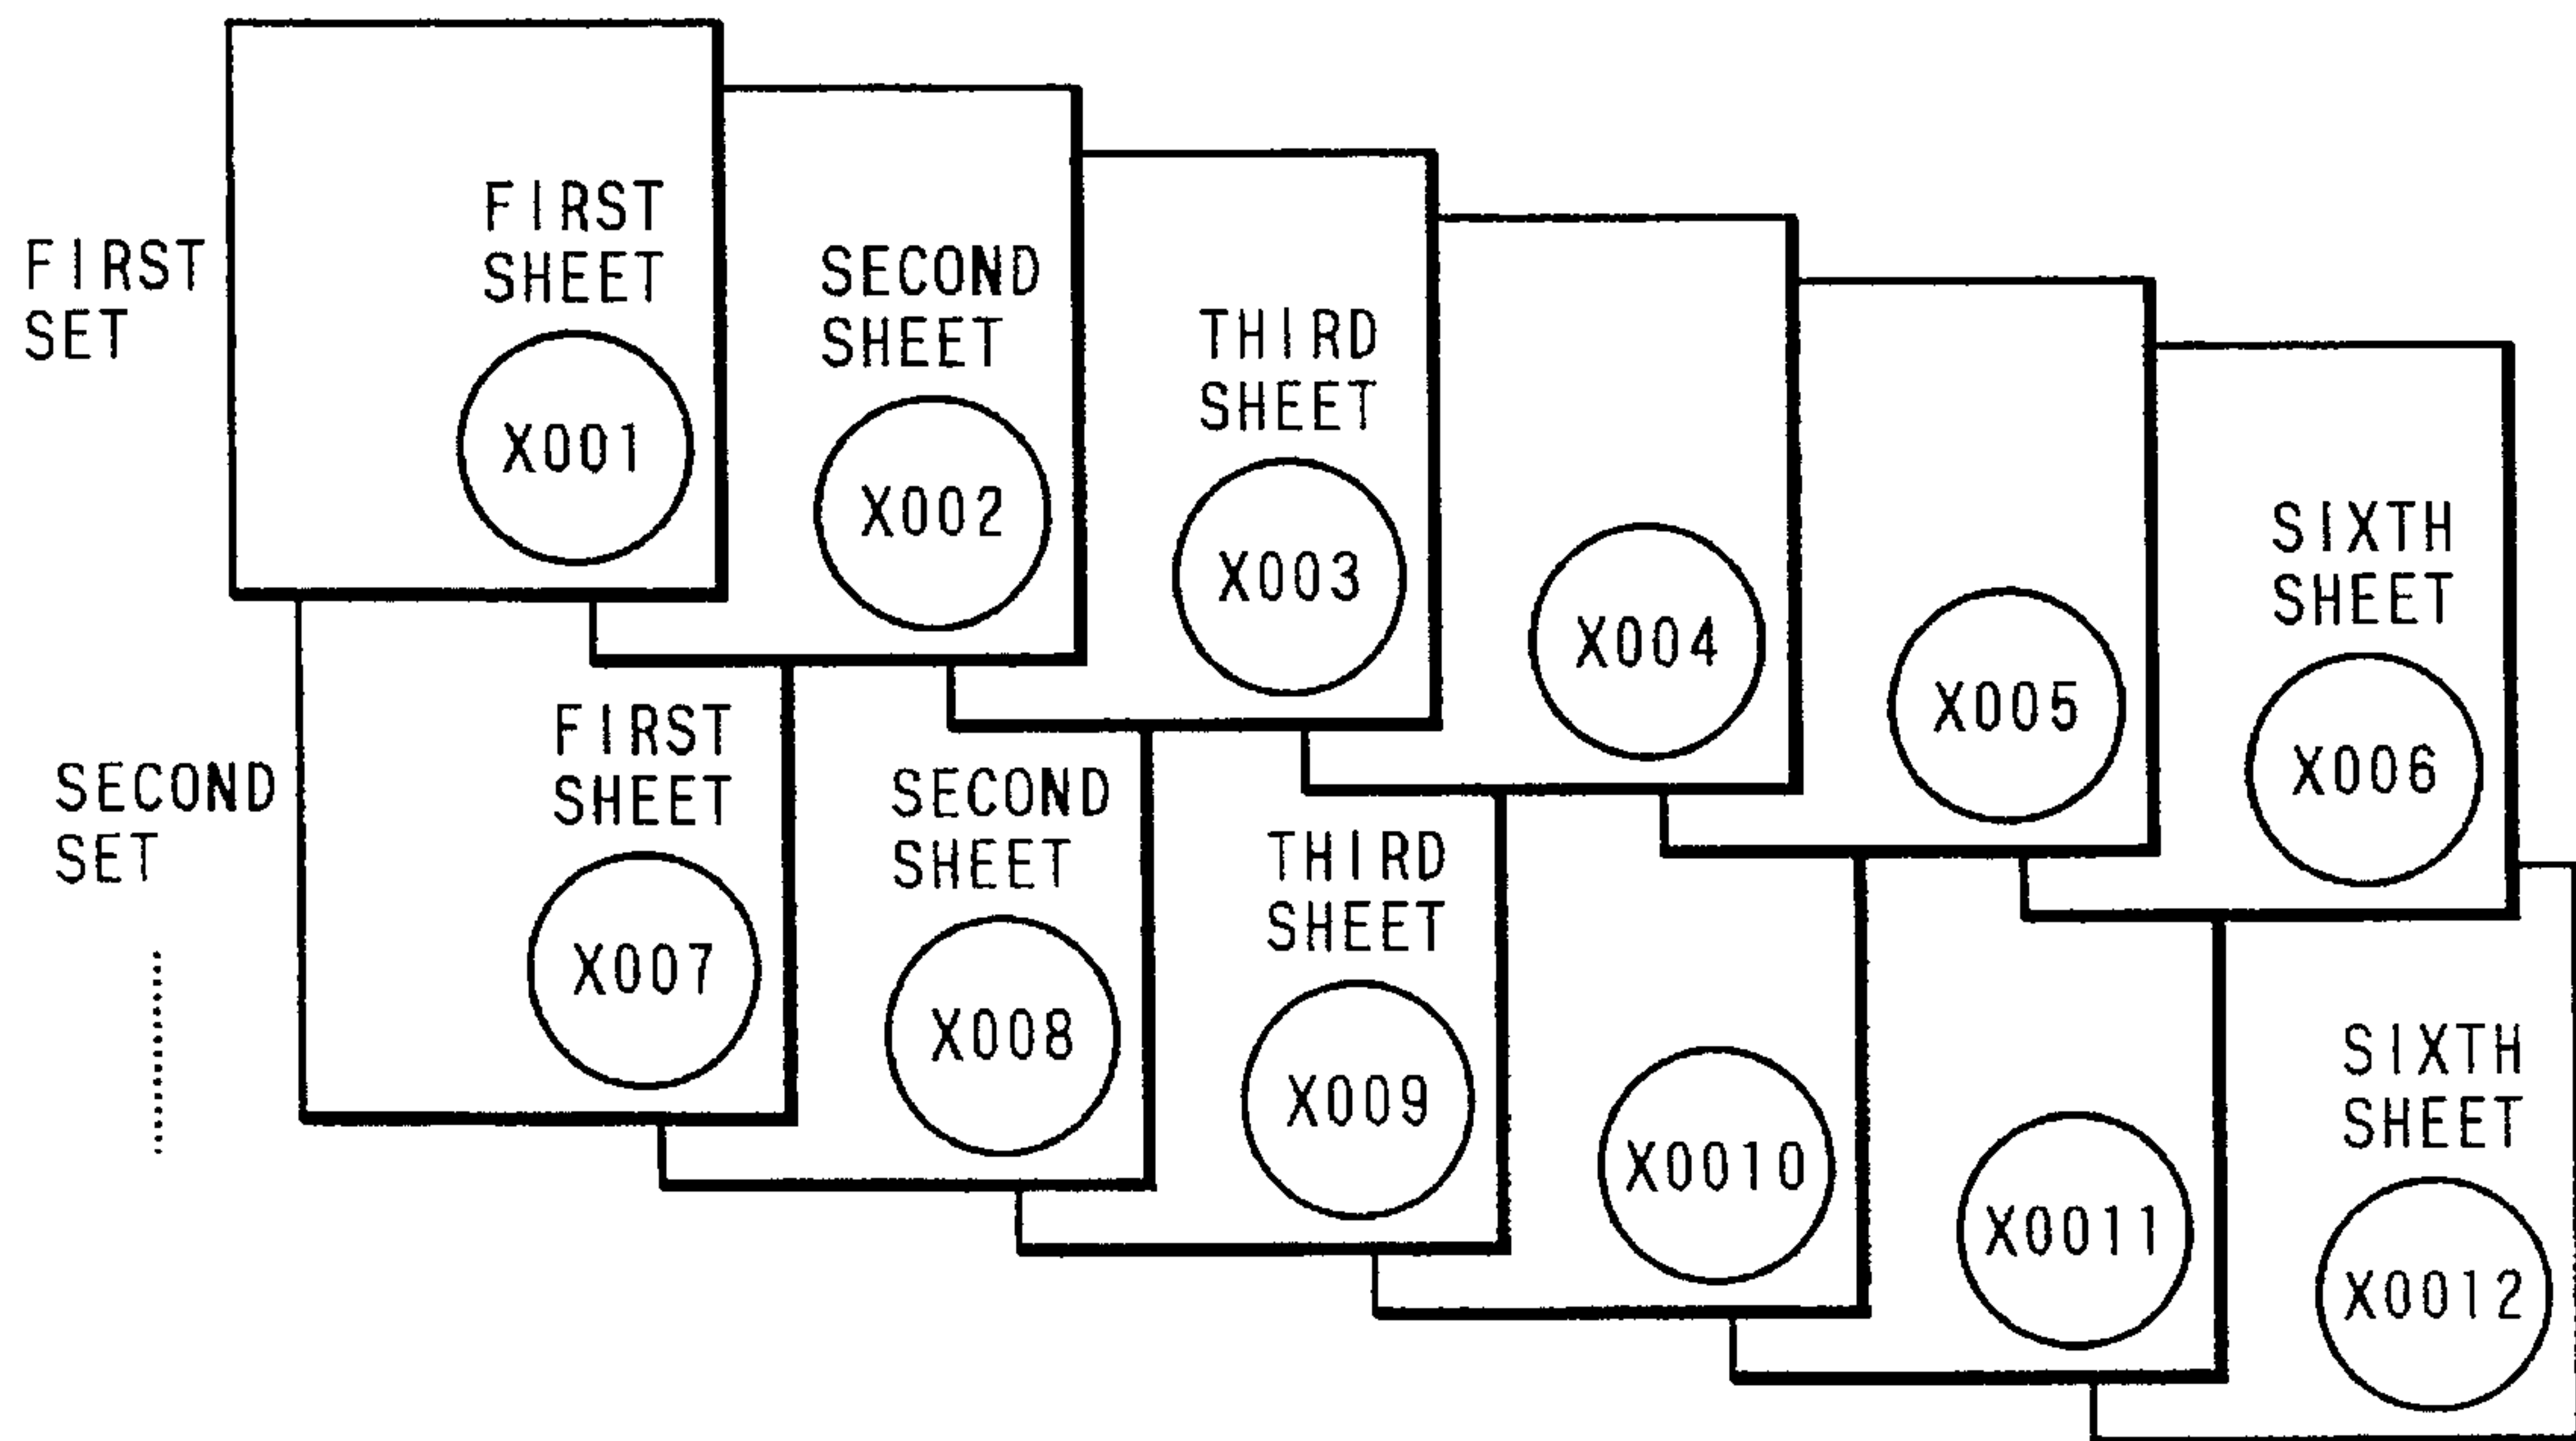 FIRST
SET
FIRST
SHEET
X001
SECOND
SHEET
X002
THIRD
SHEET
X003
X004
X005
SIXTH
SHEET
X006
SECOND
SET
FIRST
SHEET
X007
SECOND
SHEET
X008
THIRD
SHEET
X009
X0010
X0011
SIXTH
SHEET
X0012